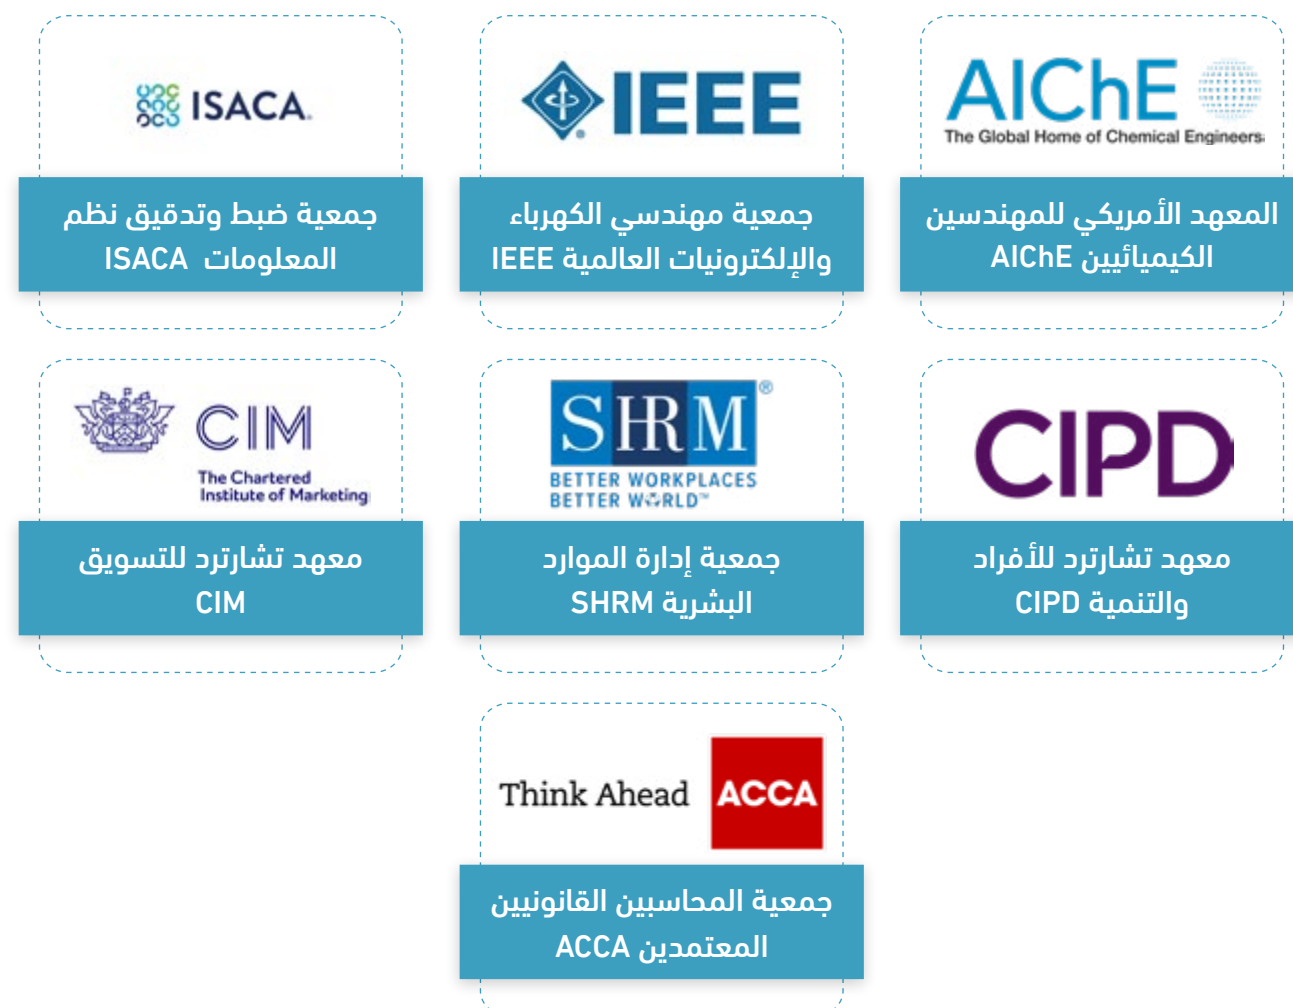 AIChE
The Global Home of Chemical Engineers
المعهد الأمريكي للمهندسين
الكيميائيين AIChE
IEEE
جمعية مهندسي الكهرباء
والإلكترونيات العالمية IEEE
ISACA
جمعية ضبط وتدقيق نظم
المعلومات ISACA
CIPD
معهد تشارترد للأفراد
والتنمية CIPD
SHRM®
BETTER WORKPLACES
BETTER WORLD™
جمعية إدارة الموارد
البشرية SHRM
CIM
The Chartered
Institute of Marketing
معهد تشارترد للتسويق
CIM
Think Ahead ACCA
جمعية المحاسبين القانونيين
المعتمدين ACCA